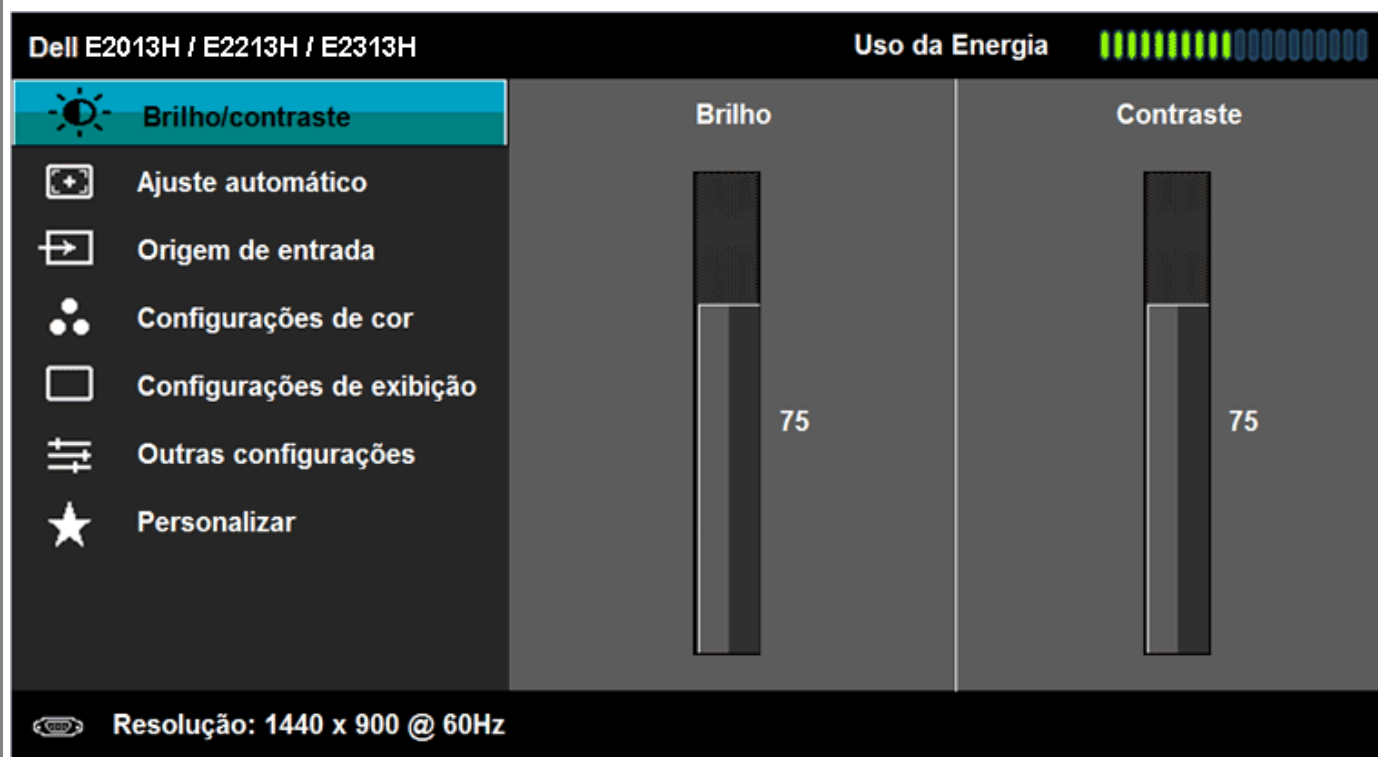 Dell E2013H / E2213H / E2313H
Uso da Energia
Brilho/contraste
Ajuste automático
Origem de entrada
Configurações de cor
Configurações de exibição
Outras configurações
Personalizar
Brilho
75
Contraste
75
Resolução: 1440 x 900 @ 60Hz